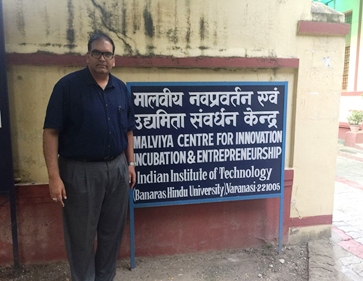 मालवीय नवप्रवर्तन एवं
उद्यमिता संवर्धन केन्द्र
MALVIYA CENTRE FOR INNOVATION
INCUBATION & ENTREPRENEURSHIP
Indian Institute of Technology
(Banaras Hindu University) Varanasi-221005